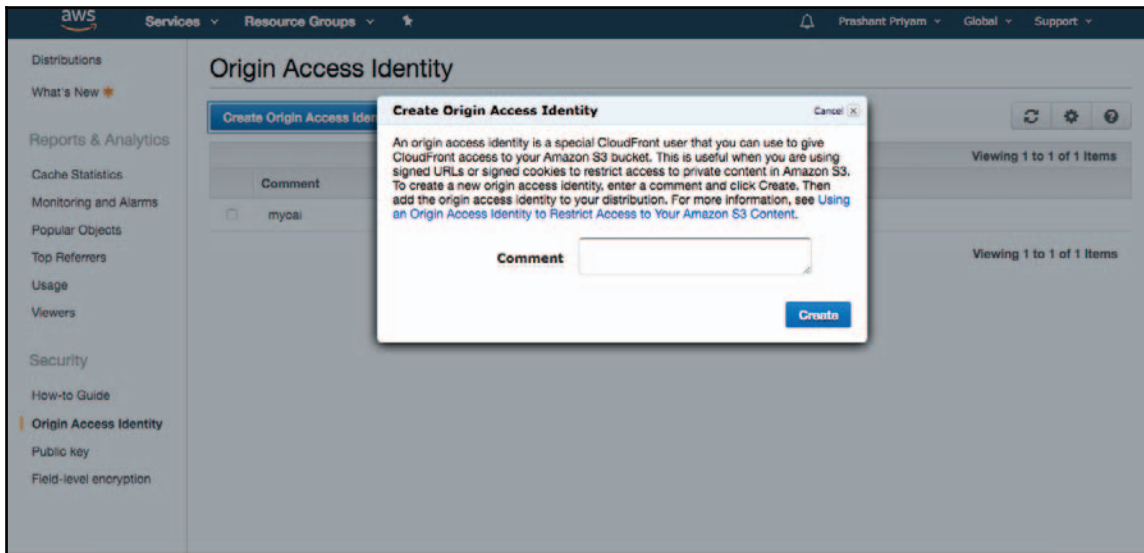 aws
Services
Resource Groups
Prashant Priyam
Global
Support
Distributions
What's New
Reports & Analytics
Cache Statistics
Monitoring and Alarms
Popular Objects
Top Referrers
Usage
Viewers
Security
How-to Guide
Origin Access Identity
Public key
Field-level encryption
Origin Access Identity
Create Origin Access Iden
Viewing 1 to 1 of 1 Items
Comment
myoai
Viewing 1 to 1 of 1 Items
Create Origin Access Identity
Cancel
An origin access identity is a special CloudFront user that you can use to give
CloudFront access to your Amazon S3 bucket. This is useful when you are using
signed URLs or signed cookies to restrict access to private content in Amazon S3.
To create a new origin access identity, enter a comment and click Create. Then
add the origin access identity to your distribution. For more information, see Using
an Origin Access Identity to Restrict Access to Your Amazon S3 Content.
Comment
Create